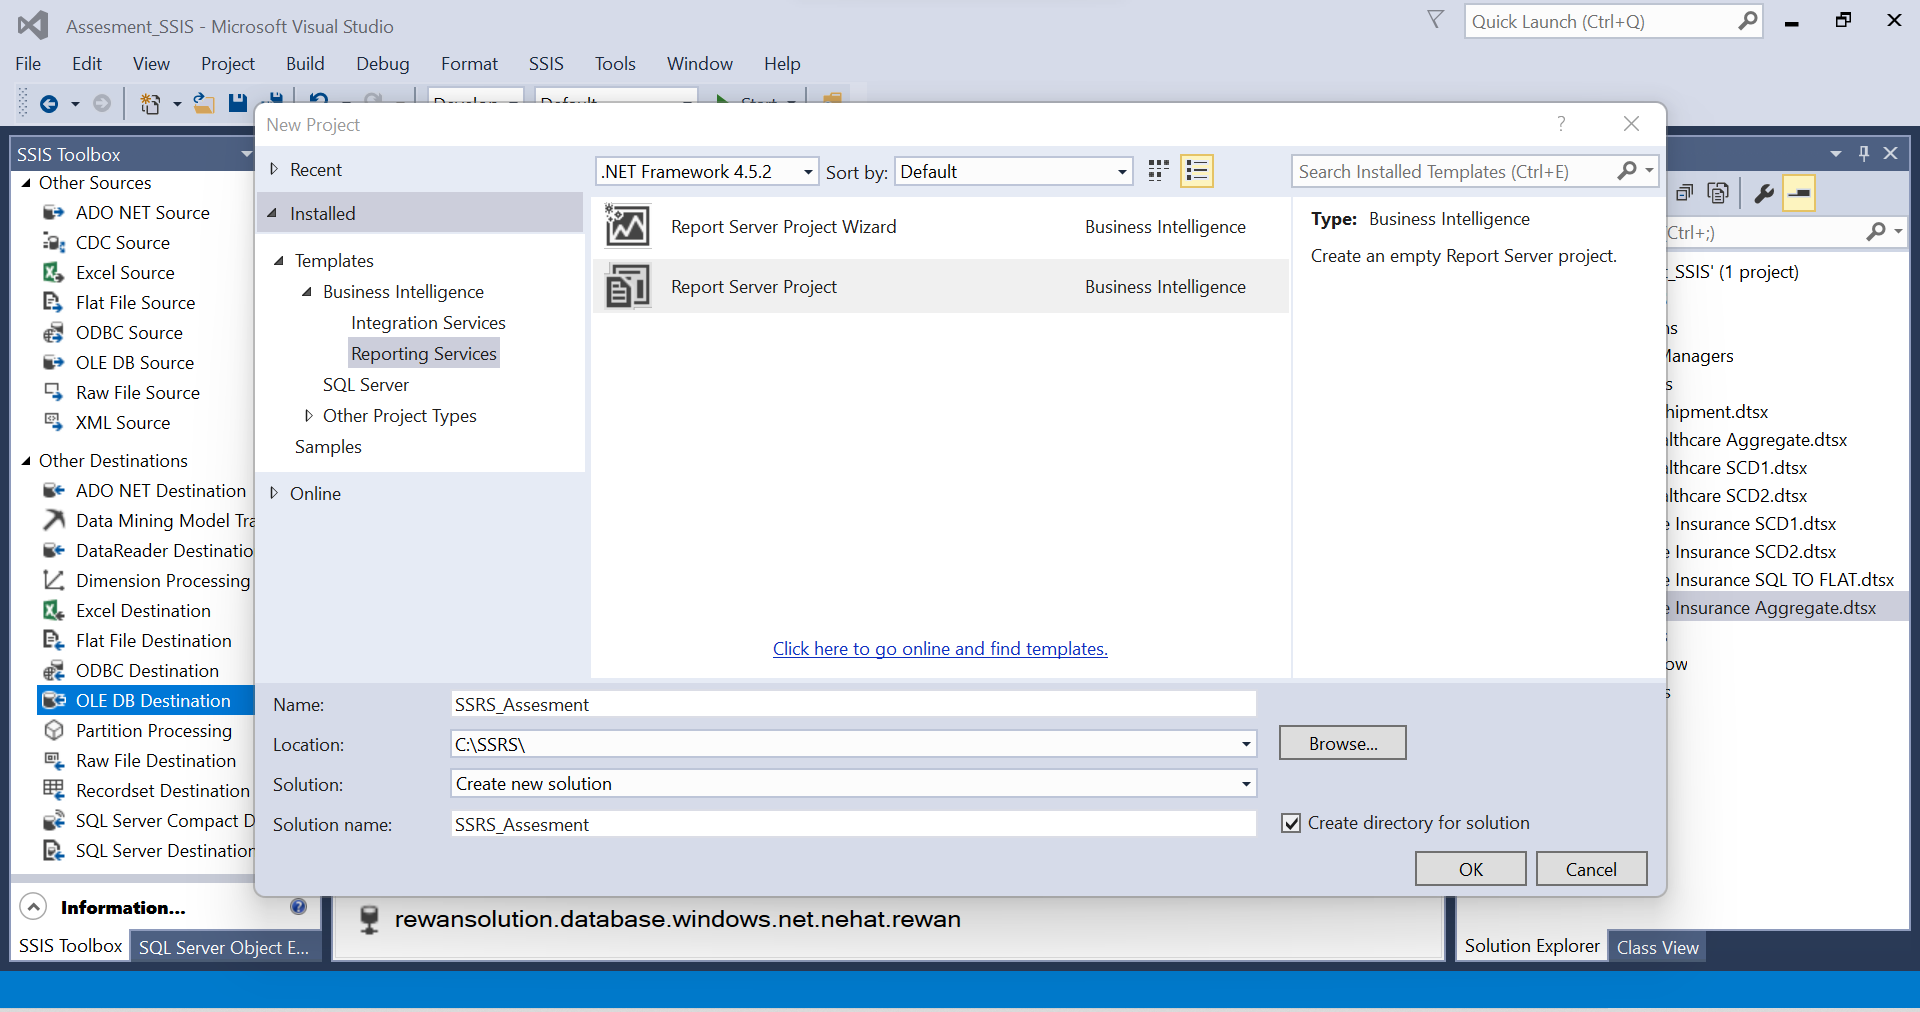 Assesment_SSIS - Microsoft Visual Studio
Quick Launch (Ctrl+Q)
File Edit View Project Build Debug Format SSIS Tools Window Help
New Project
SSIS Toolbox
Other Sources
ADO NET Source
CDC Source
Excel Source
Flat File Source
ODBC Source
OLE DB Source
Raw File Source
XML Source
Other Destinations
ADO NET Destination
Data Mining Model Tra
DataReader Destinatio
Dimension Processing
Excel Destination
Flat File Destination
ODBC Destination
OLE DB Destination
Partition Processing
Raw File Destination
Recordset Destination
SQL Server Compact D
SQL Server Destination
Information...
SSIS Toolbox
SQL Server Object E...
Recent
Installed
Templates
Business Intelligence
Integration Services
Reporting Services
SQL Server
Other Project Types
Samples
Online
.NET Framework 4.5.2
Sort by: Default
Search Installed Templates (Ctrl+E)
Report Server Project Wizard Business Intelligence
Report Server Project Business Intelligence
Type: Business Intelligence
Create an empty Report Server project.
Click here to go online and find templates.
Name: SSRS_Assesment
Location: C:\SSRS\
Browse...
Solution: Create new solution
Solution name: SSRS_Assesment
Create directory for solution
OK
Cancel
rewansolution.database.windows.net.nehat.rewan
Ctrl+;)
_SSIS' (1 project)
ns
Managers
s
hipment.dtsx
lthcare Aggregate.dtsx
lthcare SCD1.dtsx
lthcare SCD2.dtsx
e Insurance SCD1.dtsx
e Insurance SCD2.dtsx
e Insurance SQL TO FLAT.dtsx
e Insurance Aggregate.dtsx
ow
s
Solution Explorer
Class View